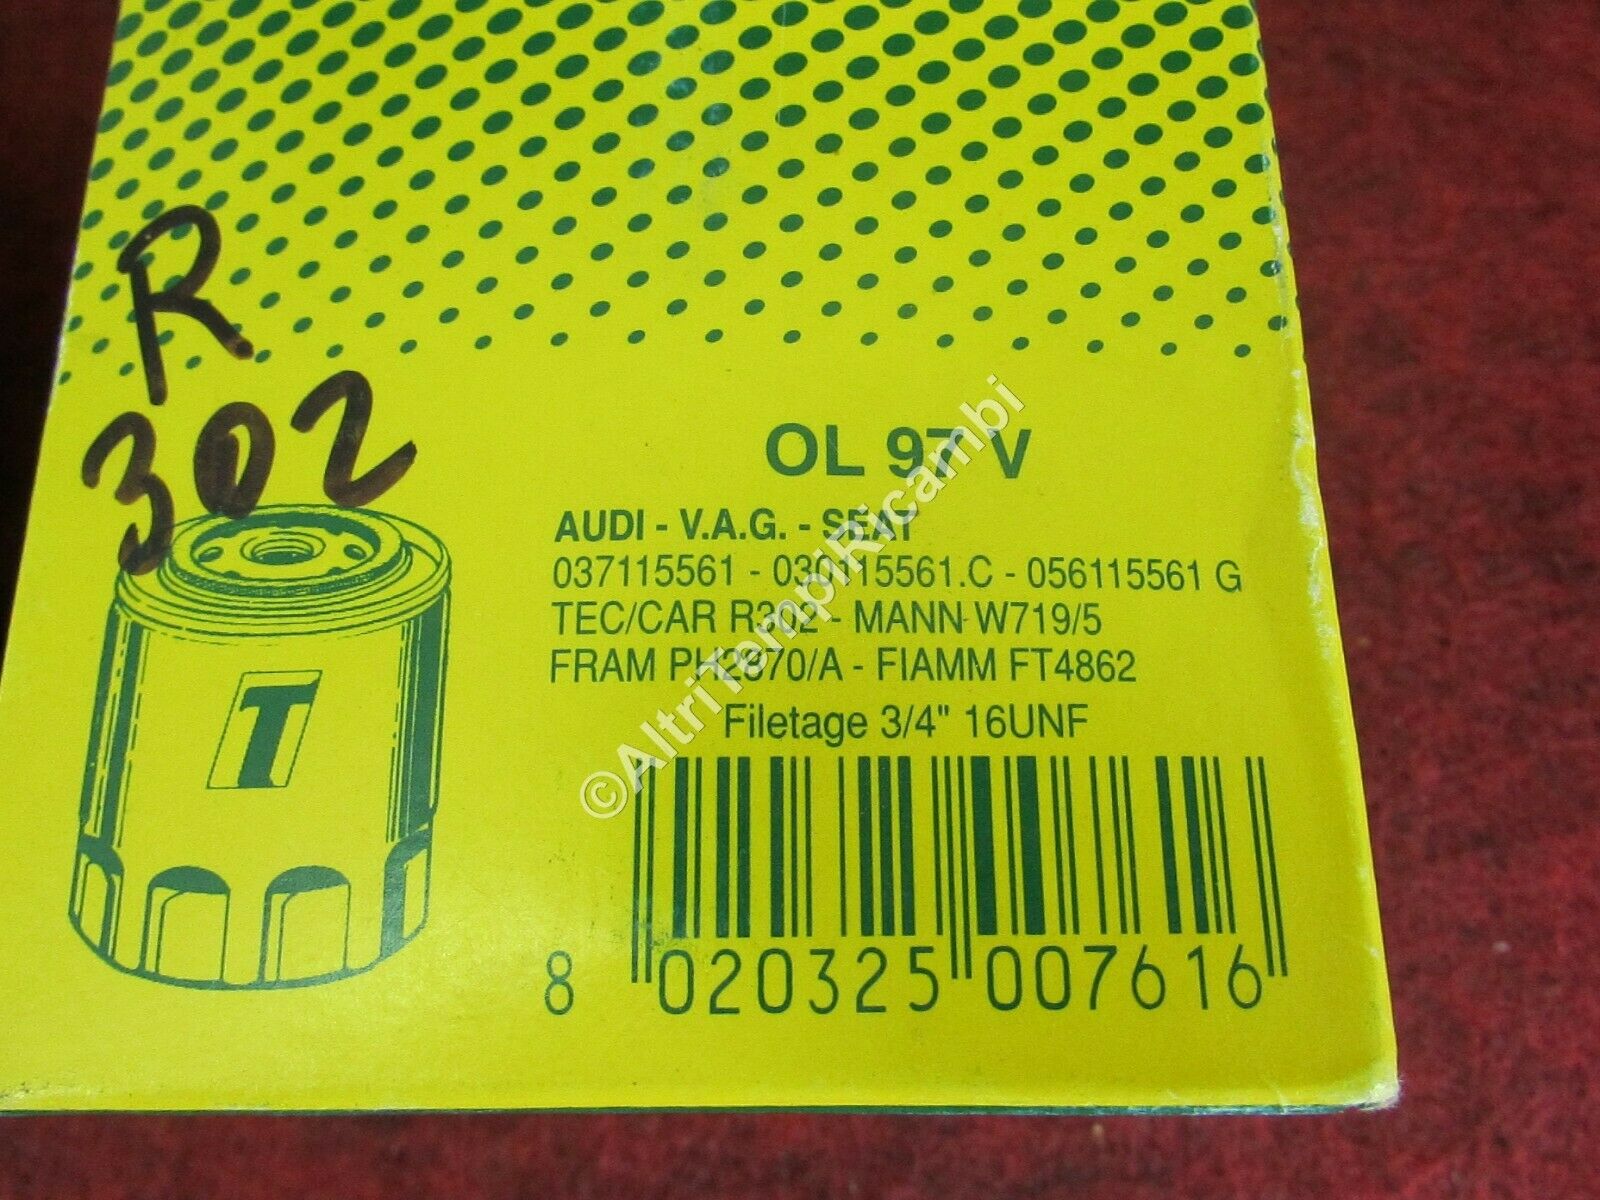 R
302
OL 97 V
AUDI - V.A.G. - SEAT
037115561 - 030115561.C - 056115561 G
TEC/CAR R302 - MANN W719/5
FRAM PH2870/A - FIAMM FT4862
Filetage 3/4" 16UNF
T
8 020325 007616
©AltriTempiRicambi